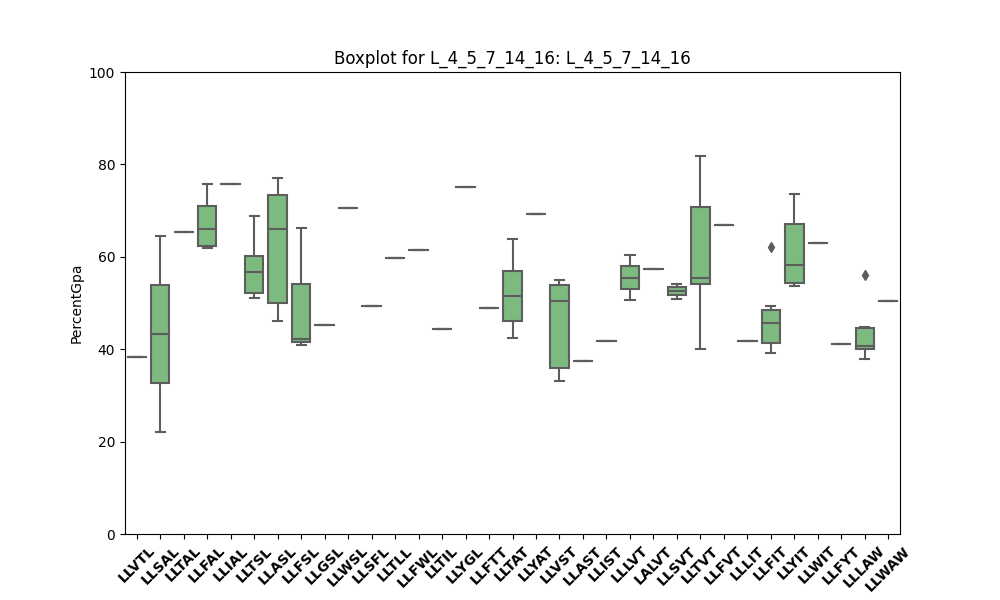 Boxplot for L_4_5_7_14_16: L_4_5_7_14_16
100
80
60
40
20
0
PercentGpa
LLVTL
LLSAL
LLTAL
LLFAL
LLIAL
LLTSL
LLASL
LLFSL
LLGSL
LLWSL
LLSFL
LLTLL
LLFWL
LLTIL
LLYGL
LLFTT
LLTAT
LLYAT
LLVST
LLAST
LLIST
LLLVT
LALVT
LLSVT
LLTVT
LLFVT
LLLIT
LLFIT
LLYIT
LLWIT
LLFYT
LLLAW
LLWAW